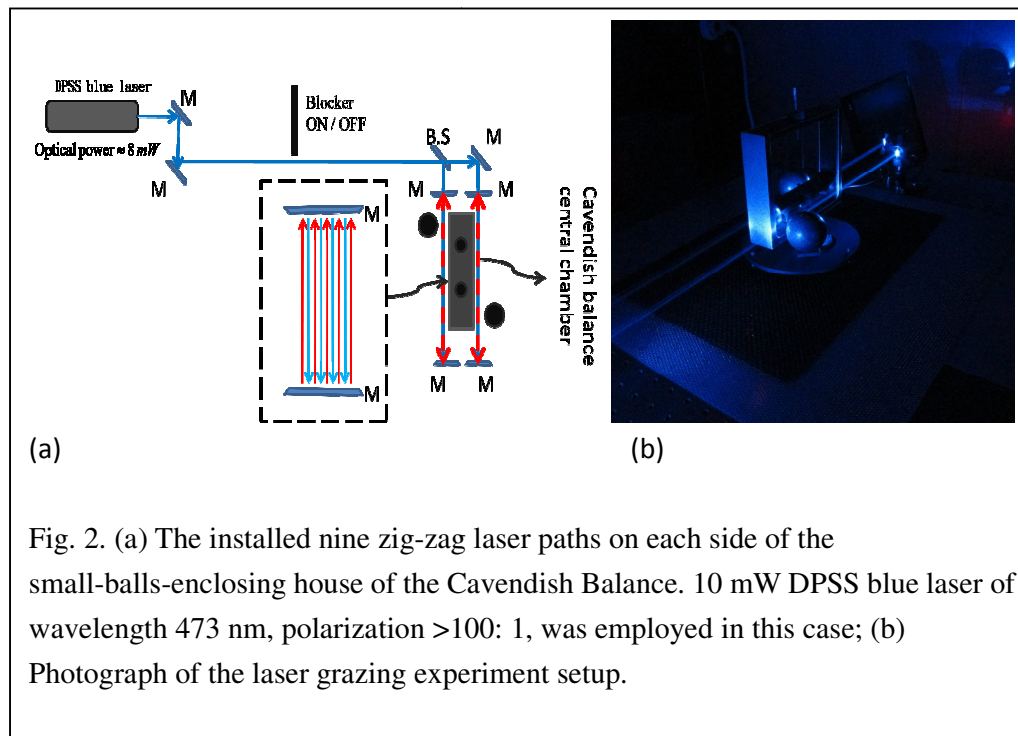 DPSS blue laser
M
Optical power ≈ 8 mW
M
Blocker
ON / OFF
B.S
M
M
M
M
M
M
M
Cavendish balance
central chamber
(a)
(b)
Fig. 2. (a) The installed nine zig-zag laser paths on each side of the
small-balls-enclosing house of the Cavendish Balance. 10 mW DPSS blue laser of
wavelength 473 nm, polarization >100: 1, was employed in this case; (b)
Photograph of the laser grazing experiment setup.